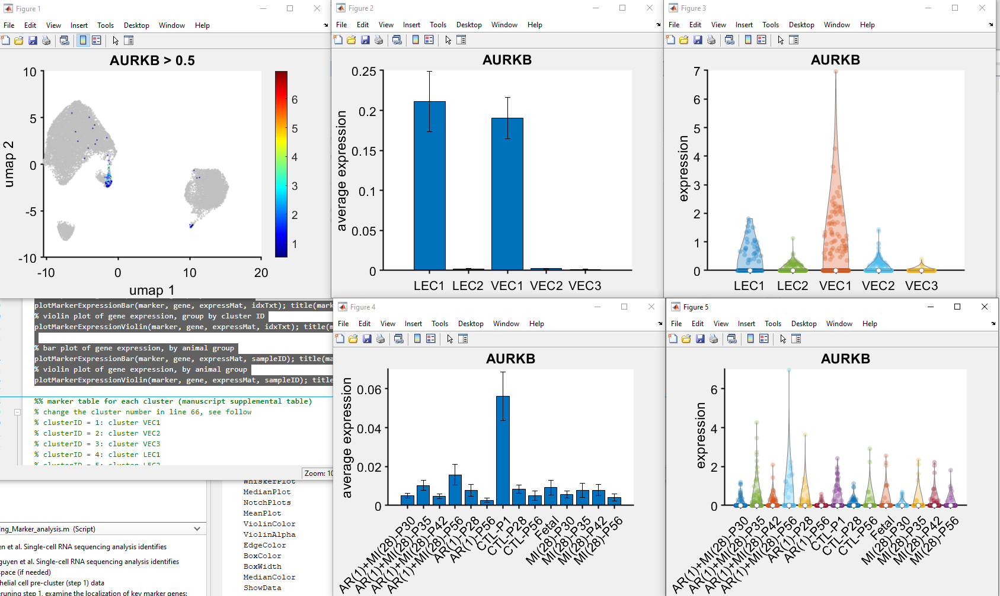 Figure 1
File Edit View Insert Tools Desktop Window Help
AURKB > 0.5
10
5
0
-5
-10
umap 2
-10 0 10 20
umap 1
6
5
4
3
2
1
Figure 2
File Edit View Insert Tools Desktop Window Help
AURKB
0.25
0.2
0.15
0.1
0.05
0
average expression
LEC1 LEC2 VEC1 VEC2 VEC3
Figure 3
File Edit View Insert Tools Desktop Window Help
AURKB
7
6
5
4
3
2
1
0
expression
LEC1 LEC2 VEC1 VEC2 VEC3
plotMarkerExpressionBar(marker, gene, expressMat, idxTxt); title(mark
% violin plot of gene expression, group by cluster ID
plotMarkerExpressionViolin(marker, gene, expressMat, idxTxt); title(m
% bar plot of gene expression, by animal group
plotMarkerExpressionBar(marker, gene, expressMat, sampleID); title(ma
% violin plot of gene expression, by animal group
plotMarkerExpressionViolin(marker, gene, expressMat, sampleID); title
%% marker table for each cluster (manuscript supplemental table)
% change the cluster number in line 66, see follow
% clusterID = 1: cluster VEC1
% clusterID = 2: cluster VEC2
% clusterID = 3: cluster VEC3
% clusterID = 4: cluster LEC1
% clusterID = 5: cluster LEC2
Zoom: 10
WhiskerPlot
MedianPlot
NotchPlots
MeanPlot
ViolinColor
ViolinAlpha
EdgeColor
BoxColor
BoxWidth
MedianColor
ShowData
ing_Marker_analysis.m (Script)
en et al. Single-cell RNA sequencing analysis identifies
guyen et al. Single-cell RNA sequencing analysis identifies
space (if needed)
helial cell pre-cluster (step 1) data
eruning step 1, examine the localization of key marker genes:
Figure 4
File Edit View Insert Tools Desktop Window Help
AURKB
0.06
0.04
0.02
0
average expression
AR(1)+MI(28)-P30
AR(1)+MI(28)-P35
AR(1)+MI(28)-P42
AR(1)+MI(28)-P56
AR(1)-P28
AR(1)-P56
CTL-P1
CTL-P28
CTL-P56
Fetal
MI(28)-P30
MI(28)-P35
MI(28)-P42
MI(28)-P56
Figure 5
File Edit View Insert Tools Desktop Window Help
AURKB
6
4
2
0
expression
AR(1)+MI(28)-P30
AR(1)+MI(28)-P35
AR(1)+MI(28)-P42
AR(1)+MI(28)-P56
AR(1)-P28
AR(1)-P56
CTL-P1
CTL-P28
CTL-P56
Fetal
MI(28)-P30
MI(28)-P35
MI(28)-P42
MI(28)-P56